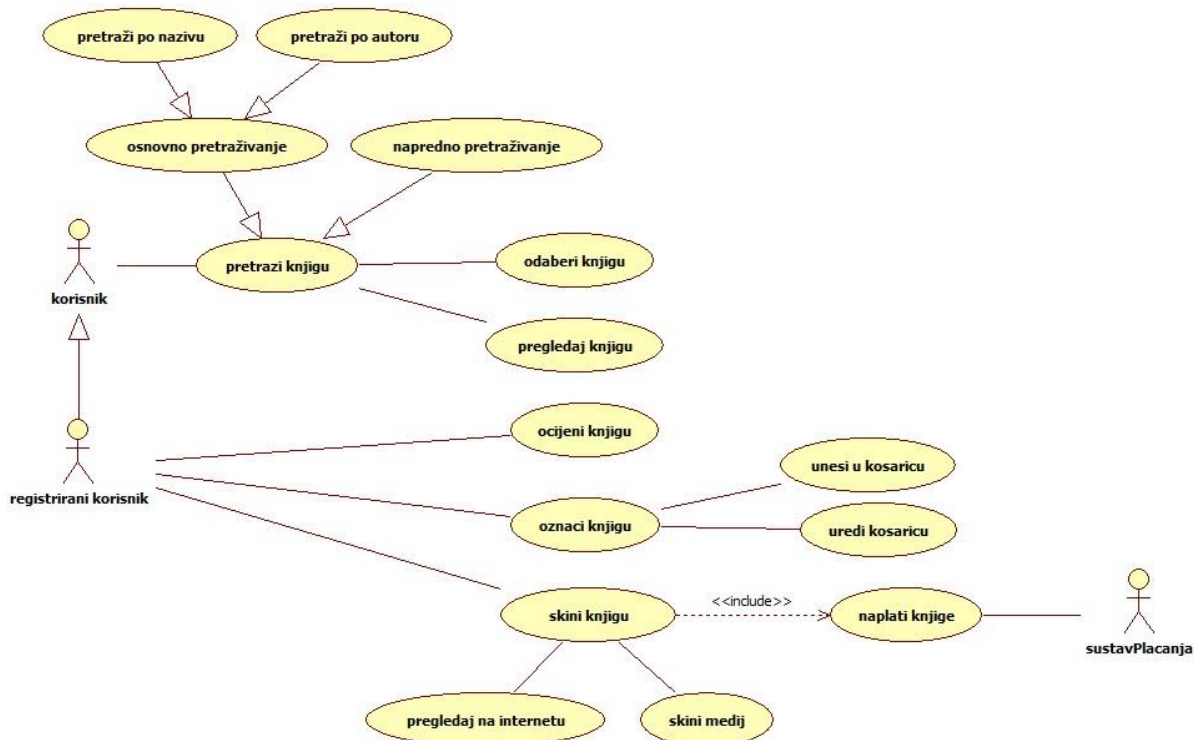 pretraži po nazivu
pretraži po autoru
osnovno pretraživanje
napredno pretraživanje
korisnik
pretrazi knjigu
odaberi knjigu
pregledaj knjigu
registrirani korisnik
ocijeni knjigu
unesi u kosaricu
oznaci knjigu
uredi kosaricu
skini knjigu
<<include>>
naplati knjige
sustavPlacanja
pregledaj na internetu
skini medij